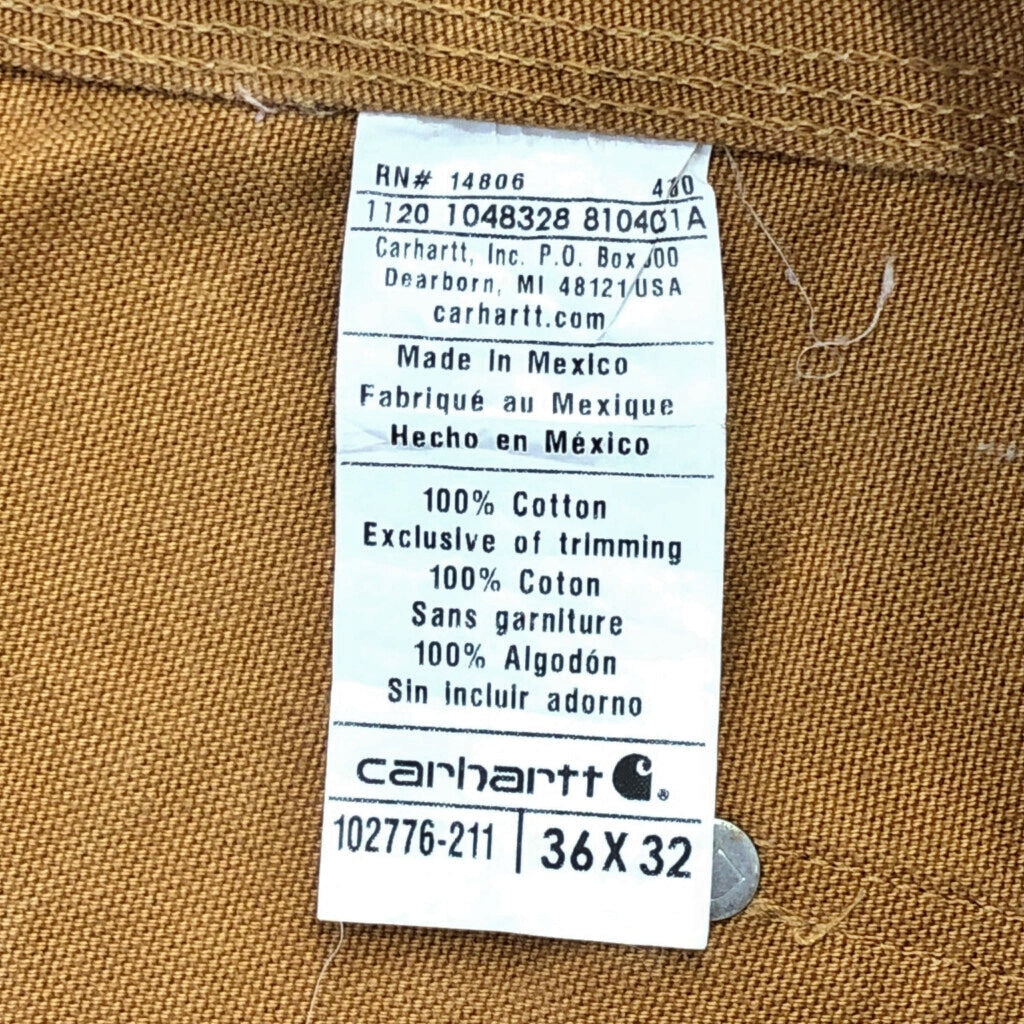 RN# 14806 480
1120 1048328 810401A
Carhartt, Inc. P.O. Box
Dearborn, MI 48121 USA
carhartt.com
Made in Mexico
Fabriqué au Mexique
Hecho en México
100% Cotton
Exclusive of trimming
100% Coton
Sans garniture
100% Algodón
Sin incluir adorno
carhartt ®
102776-211 | 36 X 32